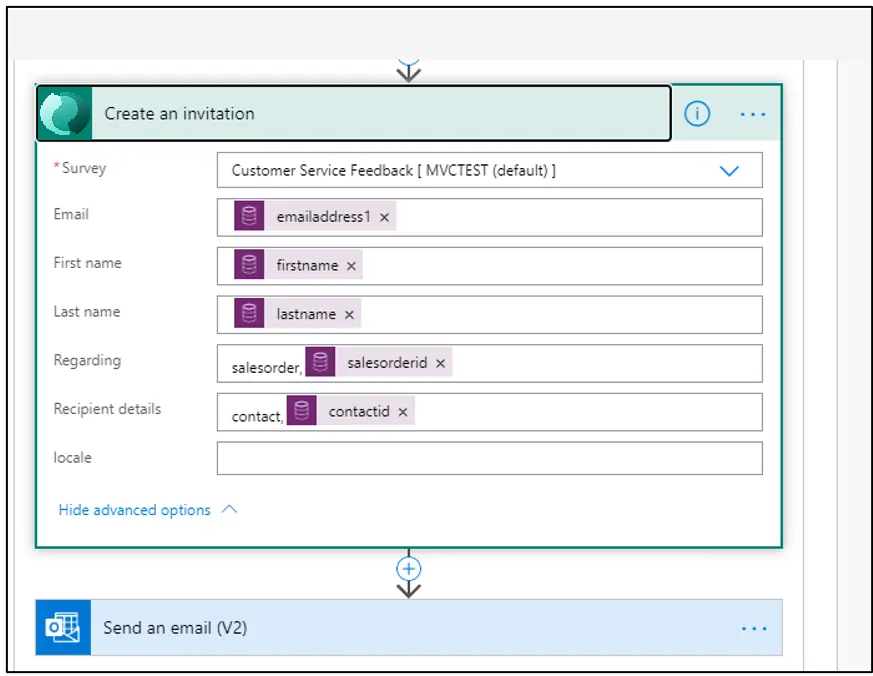 Create an invitation
* Survey Customer Service Feedback [ MVCTEST (default) ]
Email emailaddress1 ×
First name firstname ×
Last name lastname ×
Regarding salesorder, salesorderid ×
Recipient details contact, contactid ×
locale
Hide advanced options
Send an email (V2)